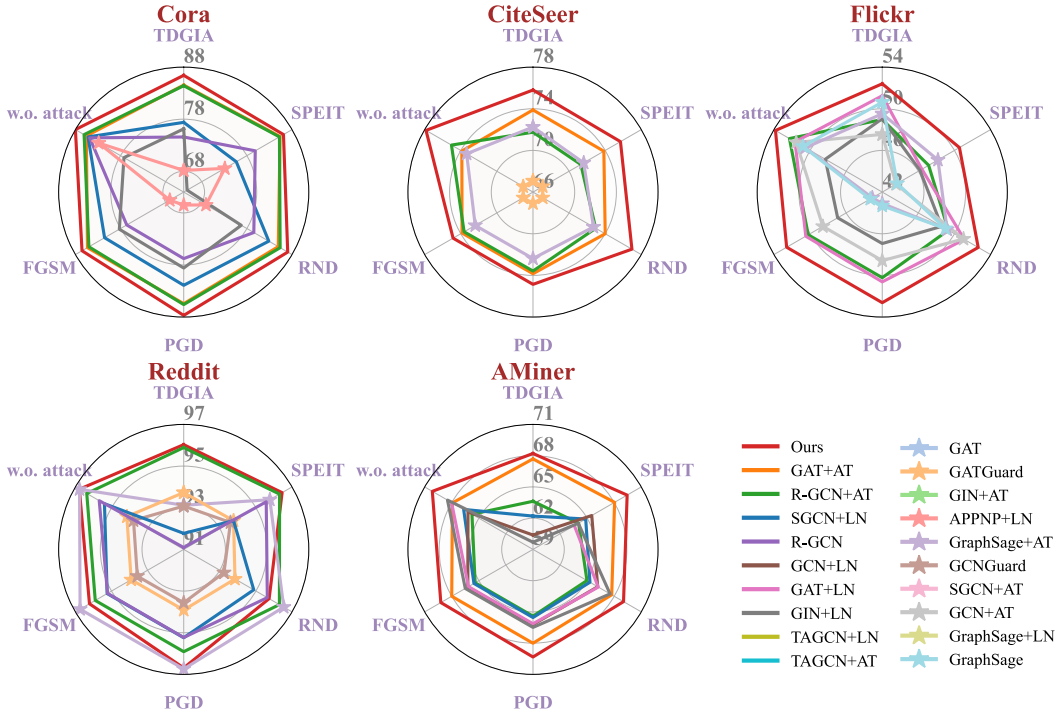 Cora
TDGIA
88
78
68
w.o. attack
SPEIT
FGSM
RND
PGD
CiteSeer
TDGIA
78
74
70
66
SPEIT
FGSM
RND
PGD
Flickr
TDGIA
54
50
46
42
w.o. attack
SPEIT
FGSM
RND
PGD
Reddit
TDGIA
97
95
93
91
w.o. attack
SPEIT
FGSM
RND
PGD
AMiner
TDGIA
71
68
65
62
59
SPEIT
FGSM
RND
PGD
Ours
GAT+AT
R-GCN+AT
SGCN+LN
R-GCN
GCN+LN
GAT+LN
GIN+LN
TAGCN+LN
TAGCN+AT
GAT
GATGuard
GIN+AT
APPNP+LN
GraphSage+AT
GCNGuard
SGCN+AT
GCN+AT
GraphSage+LN
GraphSage